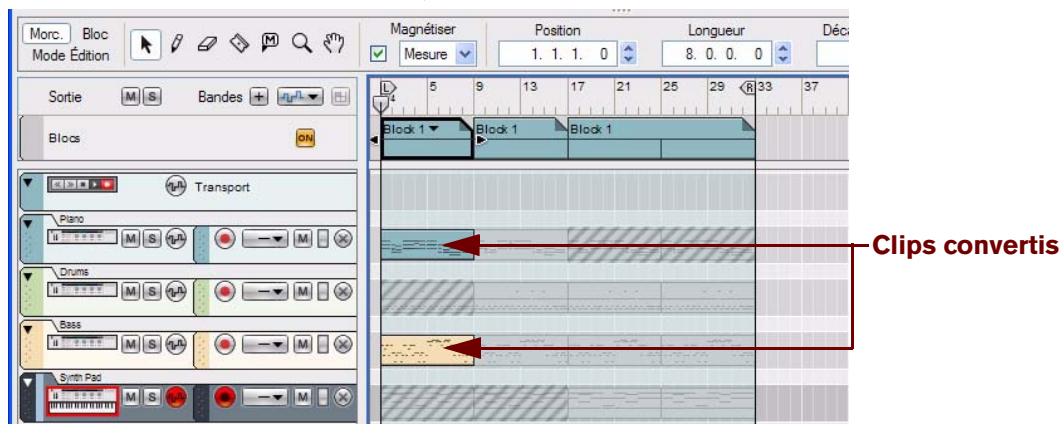 Morc. Bloc Magnétiser Position Longueur Déc
Mode Édition M Mesure 1. 1. 1. 0 8. 0. 0. 0
Sortie M S Bandes + L 5 9 13 17 21 25 29 R 33 37
Blocs ON Block 1 Block 1 Block 1
Transport
Piano
M S M
Clips convertis
Drums
M S M
Bass
M S M
Synth Pad
M S M